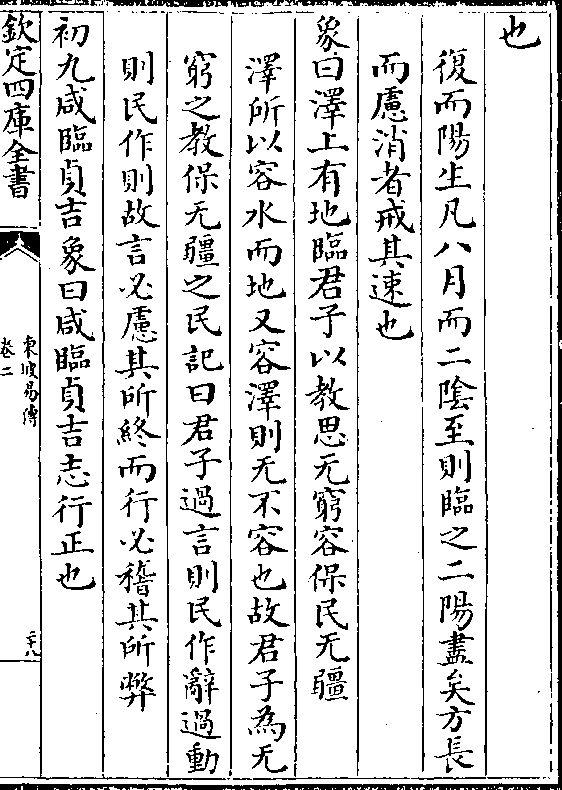 也
復而陽生凡八月而二陰至則臨之二陽盡矣方長
而慮消者戒其速也
象曰澤上有地臨君子以教思无窮容保民无疆
澤所以容水而地又容澤則无不容也故君子為无
窮之教保无疆之民記曰君子過言則民作辭過動
則民作則故言必慮其所終而行必稽其所弊
初九咸臨貞吉象曰咸臨貞吉志行正也
欽定四庫全書
東坡易傳
卷二
二十八